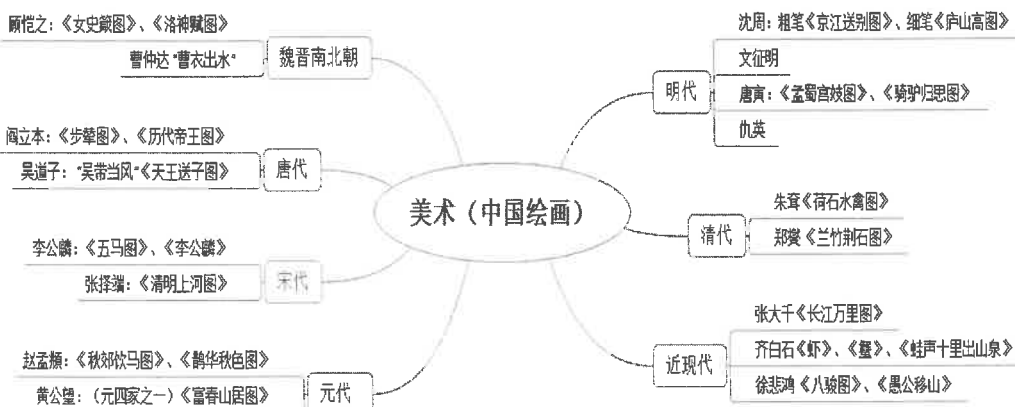 美术（中国绘画）
魏晋南北朝
顾恺之：《女史箴图》、《洛神赋图》
曹仲达“曹衣出水”
唐代
阎立本：《步辇图》、《历代帝王图》
吴道子：“吴带当风”《天王送子图》
宋代
李公麟：《五马图》、《李公麟》
张择端：《清明上河图》
元代
赵孟頫：《秋郊饮马图》、《鹊华秋色图》
黄公望：（元四家之一）《富春山居图》
明代
沈周：粗笔《京江送别图》、细笔《庐山高图》
文征明
唐寅：《孟蜀宫妓图》、《骑驴归思图》
仇英
清代
朱耷《荷石水禽图》
郑燮《兰竹荆石图》
近现代
张大千《长江万里图》
齐白石《虾》、《蟹》、《蛙声十里出山泉》
徐悲鸿《八骏图》、《愚公移山》